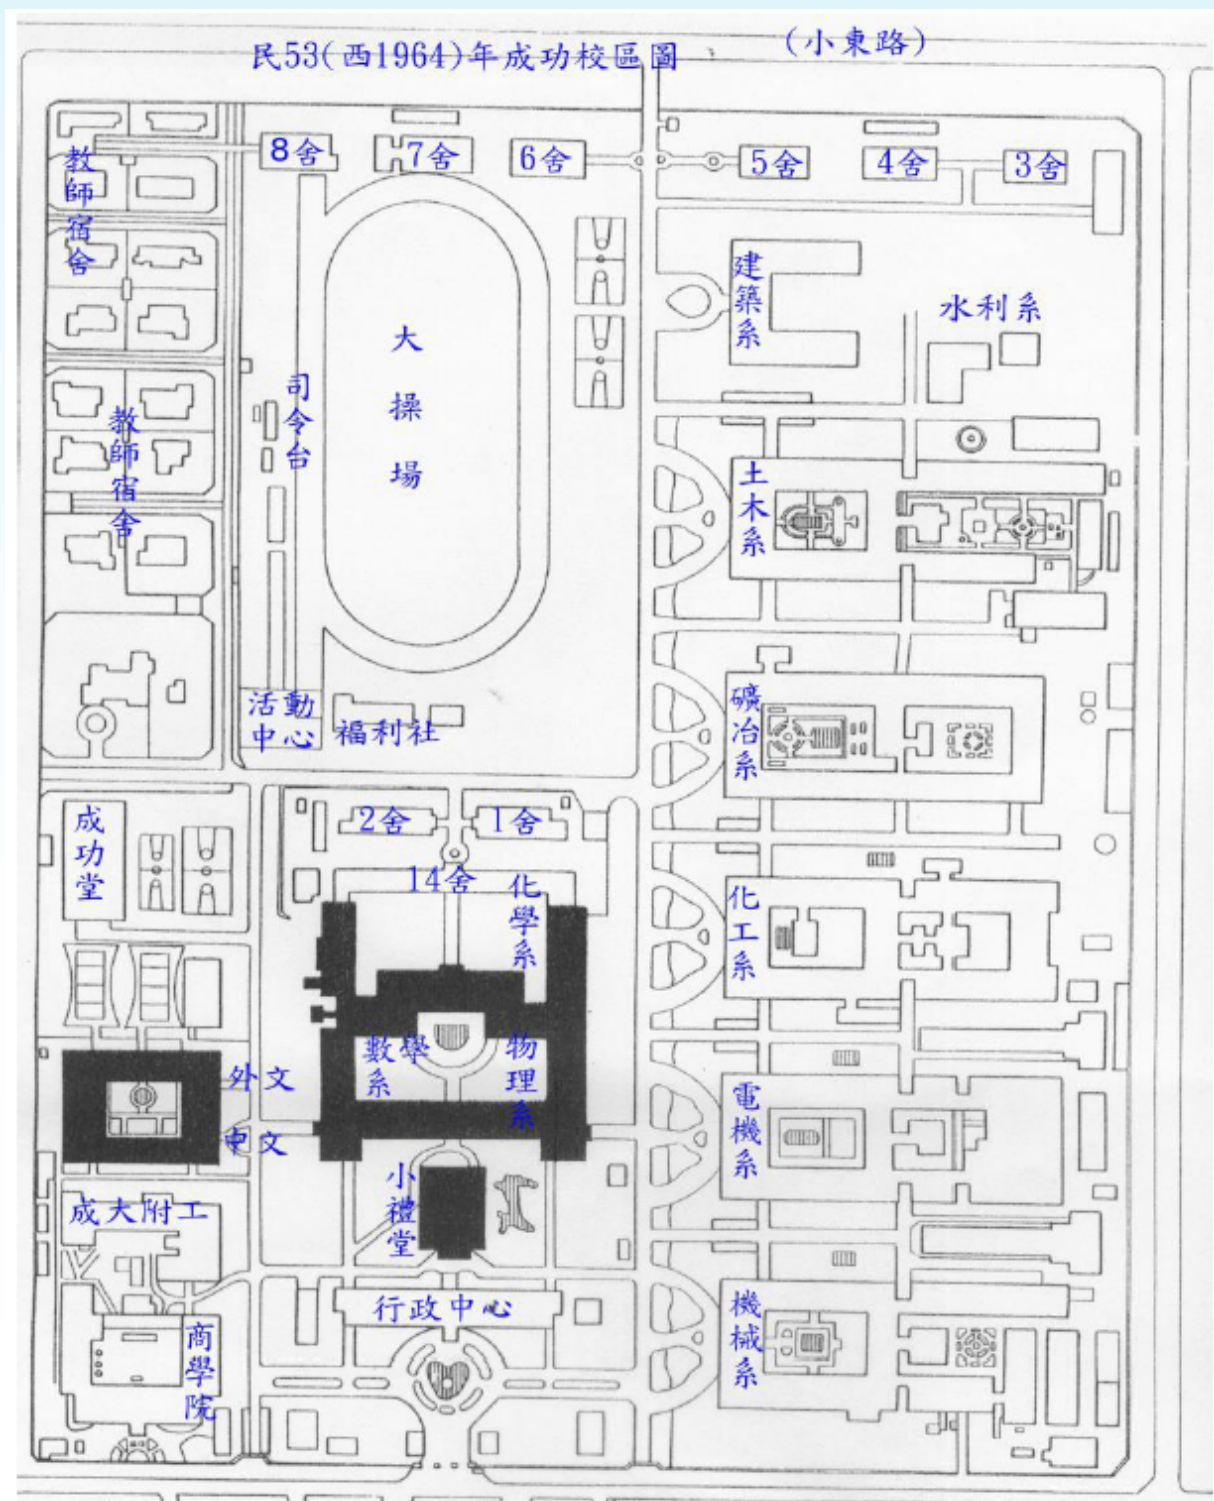 民53(西1964)年成功校區圖
(小東路)
8舍
7舍
6舍
5舍
4舍
3舍
教師宿舍
建築系
水利系
大操場
司令台
教師宿舍
土木系
礦冶系
活動
中心
福利社
成功堂
2舍
1舍
14舍
化學系
化工系
數學系
物理系
外文
中文
電機系
小禮堂
成大附工
行政中心
機械系
商學院